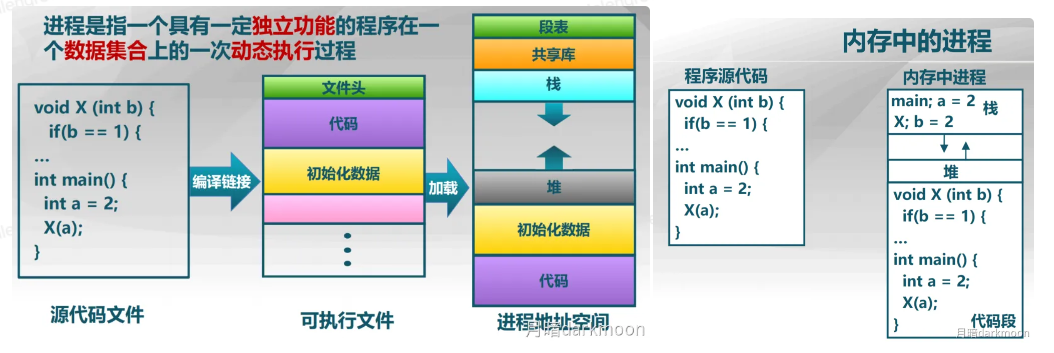 进程是指一个具有一定独立功能的程序在一
个数据集合上的一次动态执行过程
void X (int b) {
if(b == 1) {
...
int main() {
int a = 2;
X(a);
}
源代码文件
编译链接
文件头
代码
初始化数据
可执行文件
加载
段表
共享库
栈
堆
初始化数据
代码
进程地址空间
月暗darkmoon
内存中的进程
程序源代码
void X (int b) {
if(b == 1) {
...
int main() {
int a = 2;
X(a);
}
内存中进程
main; a = 2 栈
X; b = 2
堆
void X (int b) {
if(b == 1) {
...
int main() {
int a = 2;
X(a);
} 代码段
月暗darkmoon